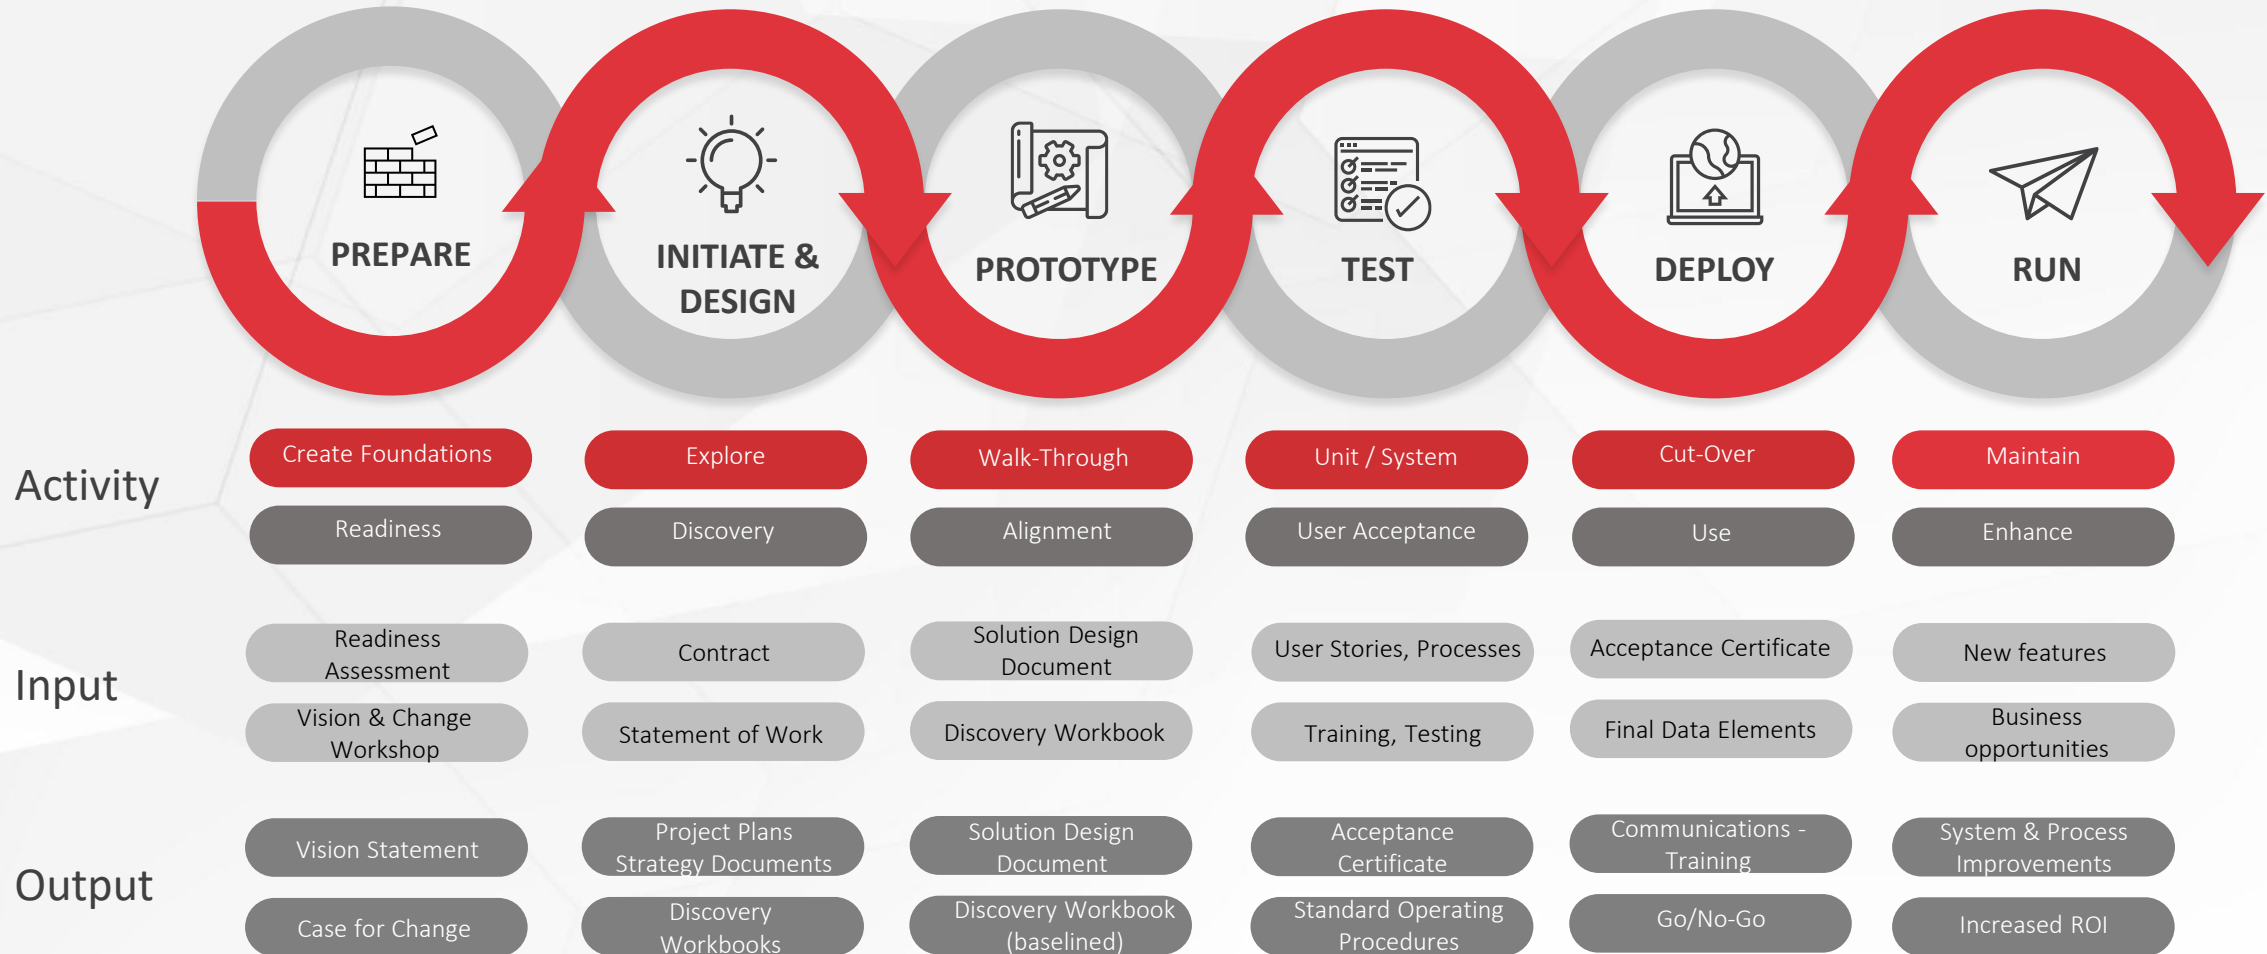 PREPARE
INITIATE &
DESIGN
PROTOTYPE
TEST
DEPLOY
RUN
Activity
Create Foundations
Explore
Walk-Through
Unit / System
Cut-Over
Maintain
Readiness
Discovery
Alignment
User Acceptance
Use
Enhance
Input
Readiness
Assessment
Contract
Solution Design
Document
User Stories, Processes
Acceptance Certificate
New features
Vision & Change
Workshop
Statement of Work
Discovery Workbook
Training, Testing
Final Data Elements
Business
opportunities
Output
Vision Statement
Project Plans
Strategy Documents
Solution Design
Document
Acceptance
Certificate
Communications -
Training
System & Process
Improvements
Case for Change
Discovery
Workbooks
Discovery Workbook
(baselined)
Standard Operating
Procedures
Go/No-Go
Increased ROI